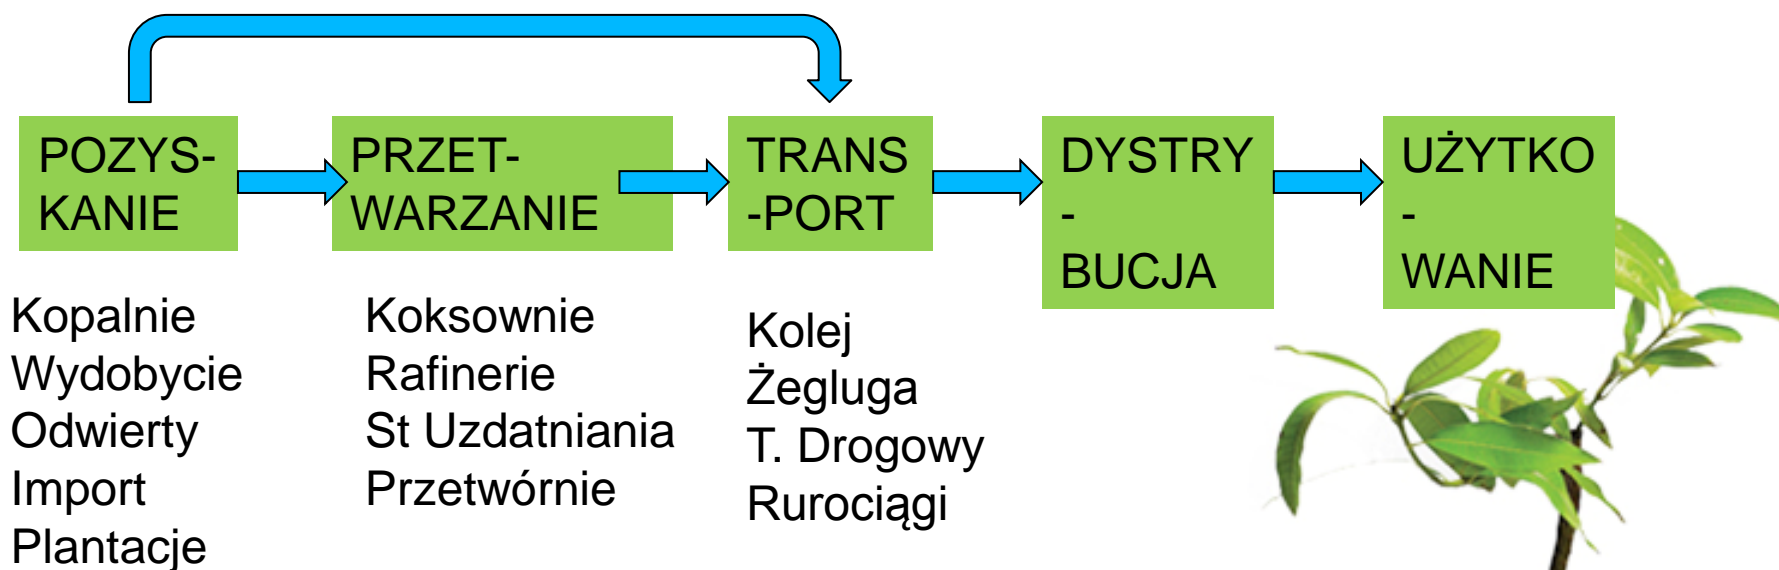 POZYS-
KANIE
PRZET-
WARZANIE
TRANS
-PORT
DYSTRY
-
BUCJA
UŻYTKO
-
WANIE
Kopalnie
Wydobycie
Odwierty
Import
Plantacje
Koksownie
Rafinerie
St Uzdatniania
Przetwórnie
Kolej
Żegluga
T. Drogowy
Rurociągi